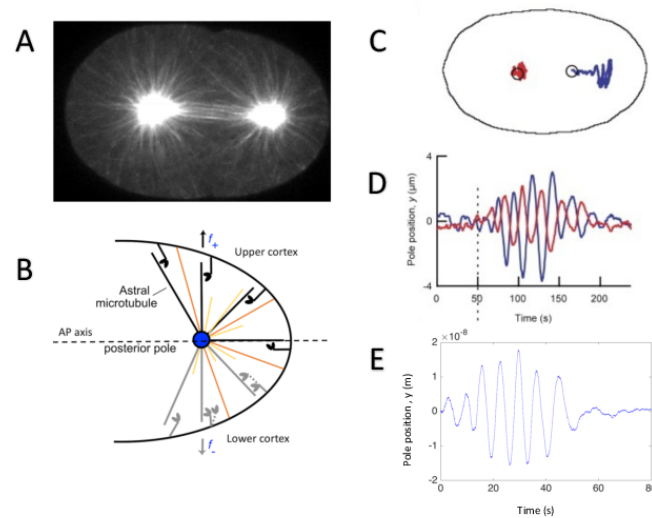 A
B
f+
Upper cortex
Astral
microtubule
AP axis
posterior pole
Lower cortex
f-
C
D
Pole position, y (µm)
4
0
-4
0 50 100 150 200
Time (s)
E
2 ×10⁻⁸
Pole position , y (m)
1
0
-1
-2
0 20 40 60 80
Time (s)